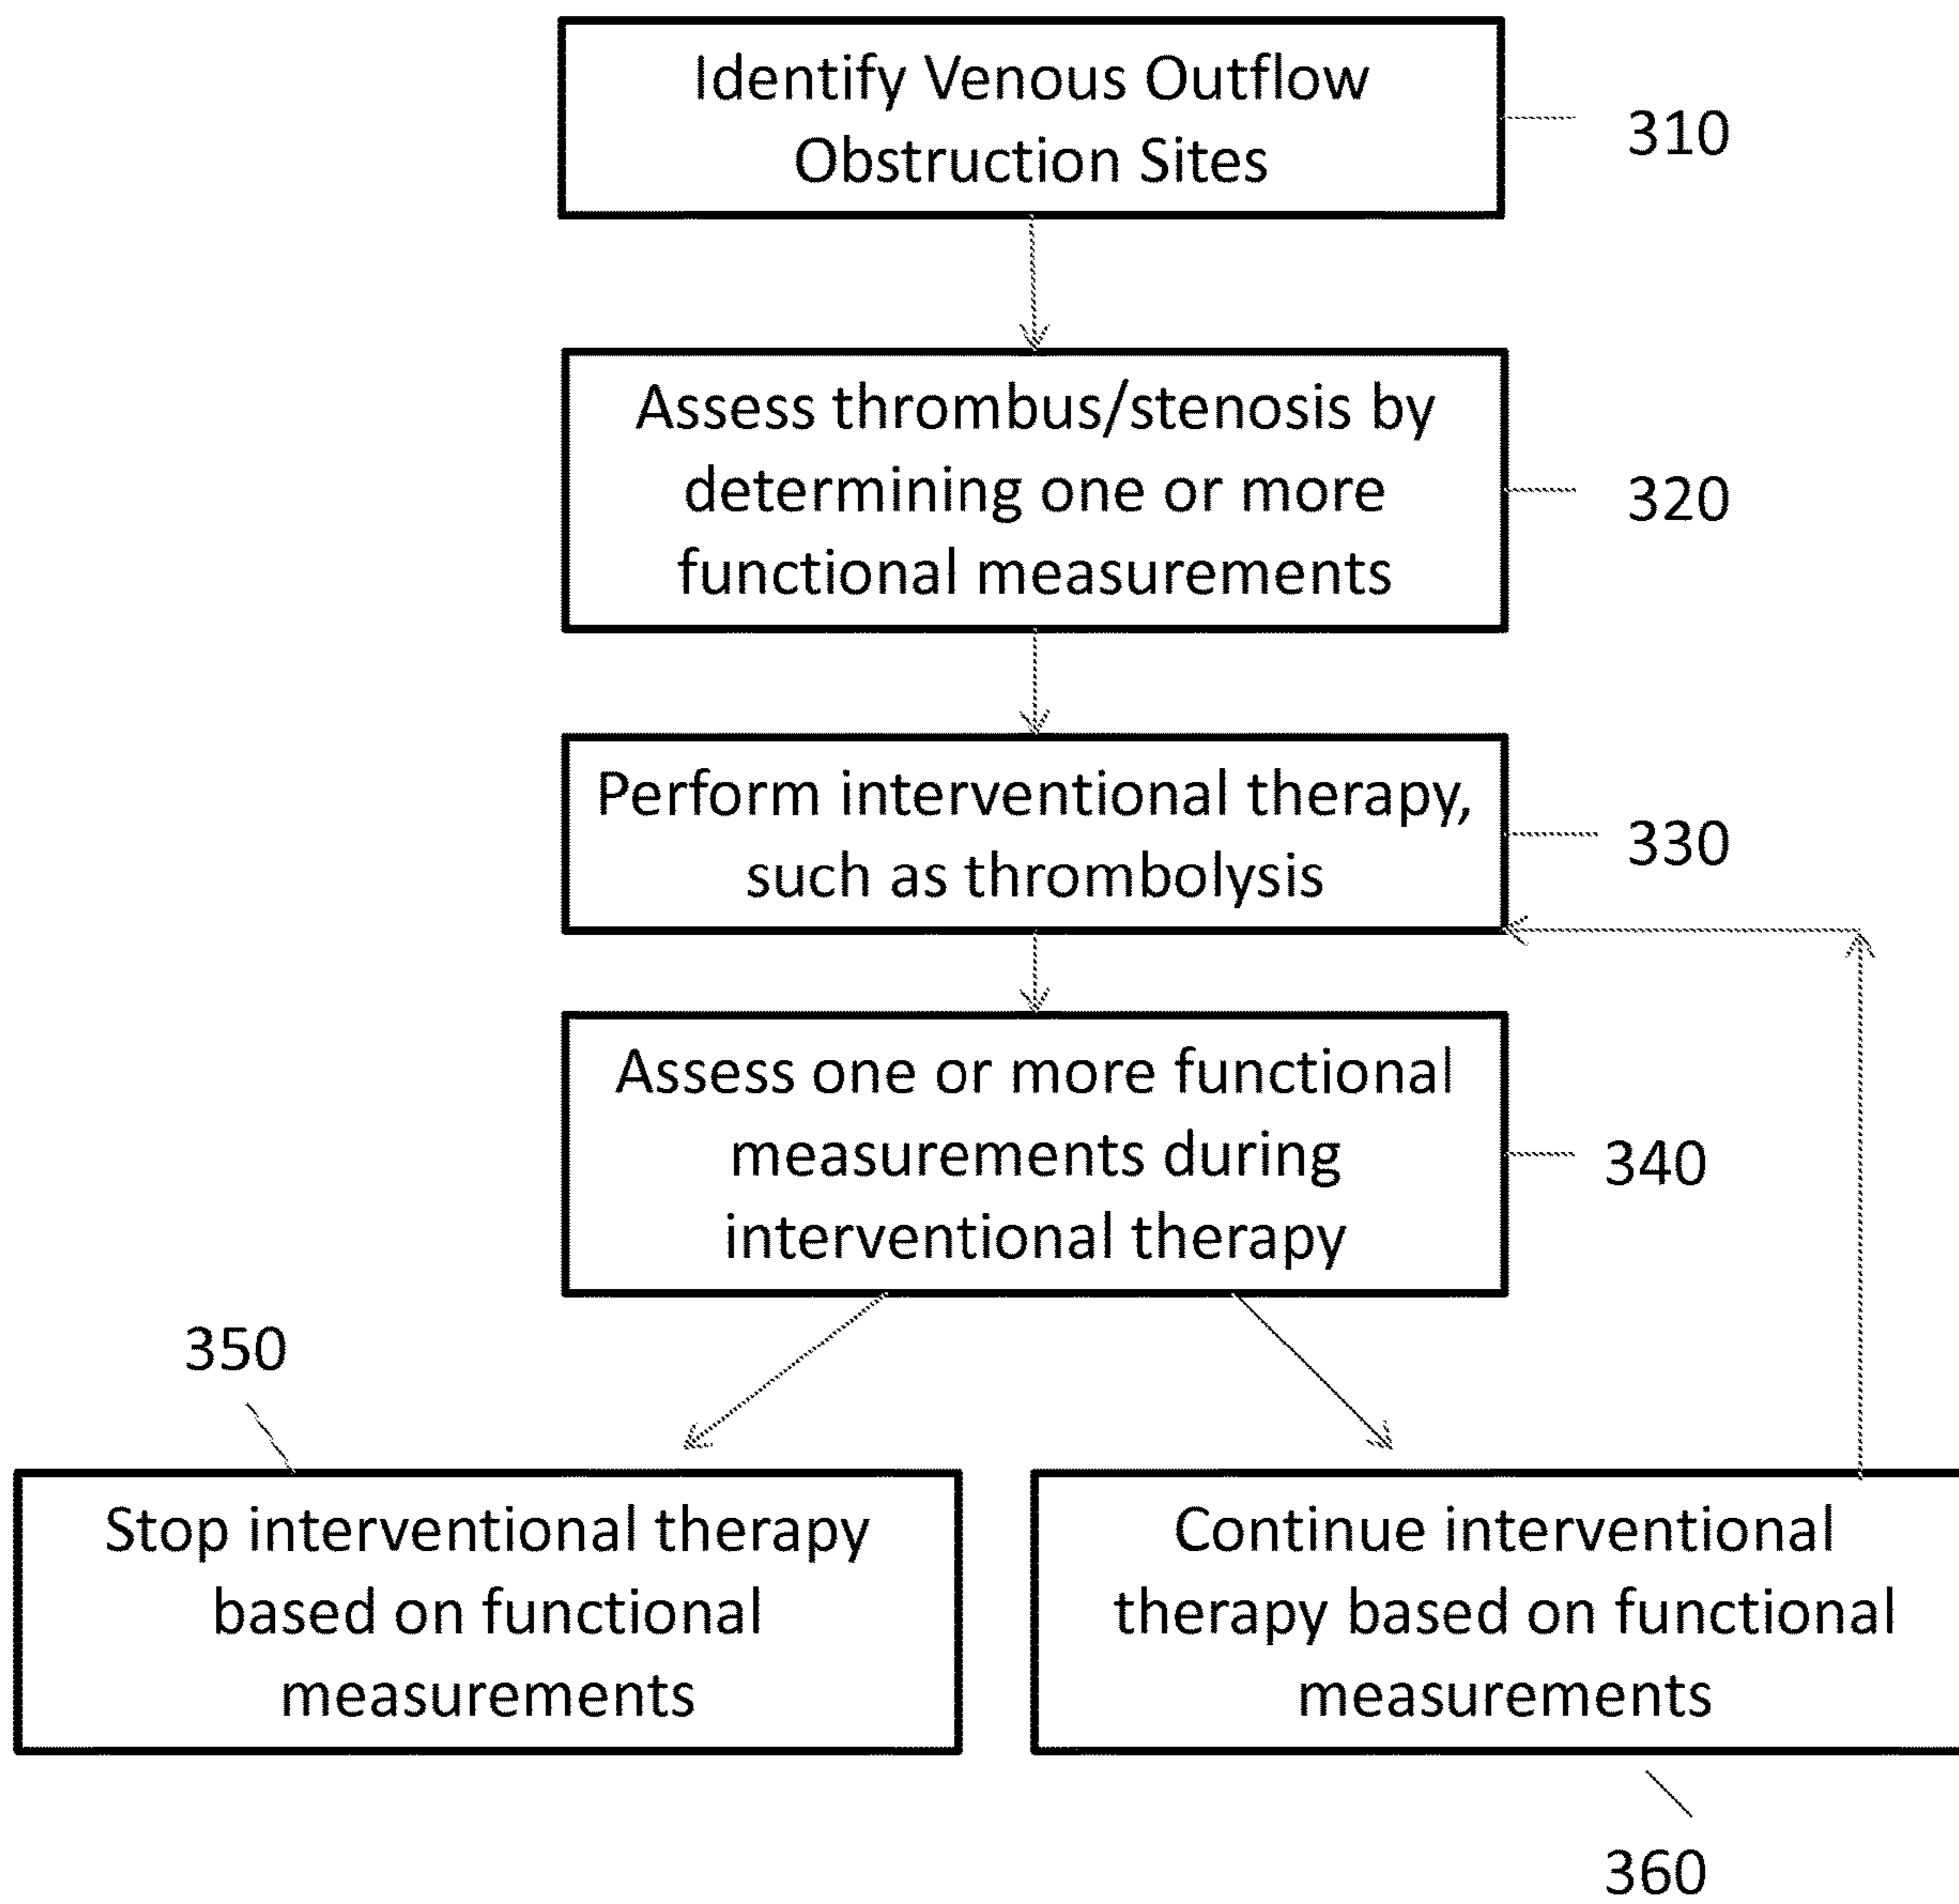 Identify Venous Outflow
Obstruction Sites
310
Assess thrombus/stenosis by
determining one or more
functional measurements
320
Perform interventional therapy,
such as thrombolysis
330
Assess one or more functional
measurements during
interventional therapy
340
350
Stop interventional therapy
based on functional
measurements
Continue interventional
therapy based on functional
measurements
360